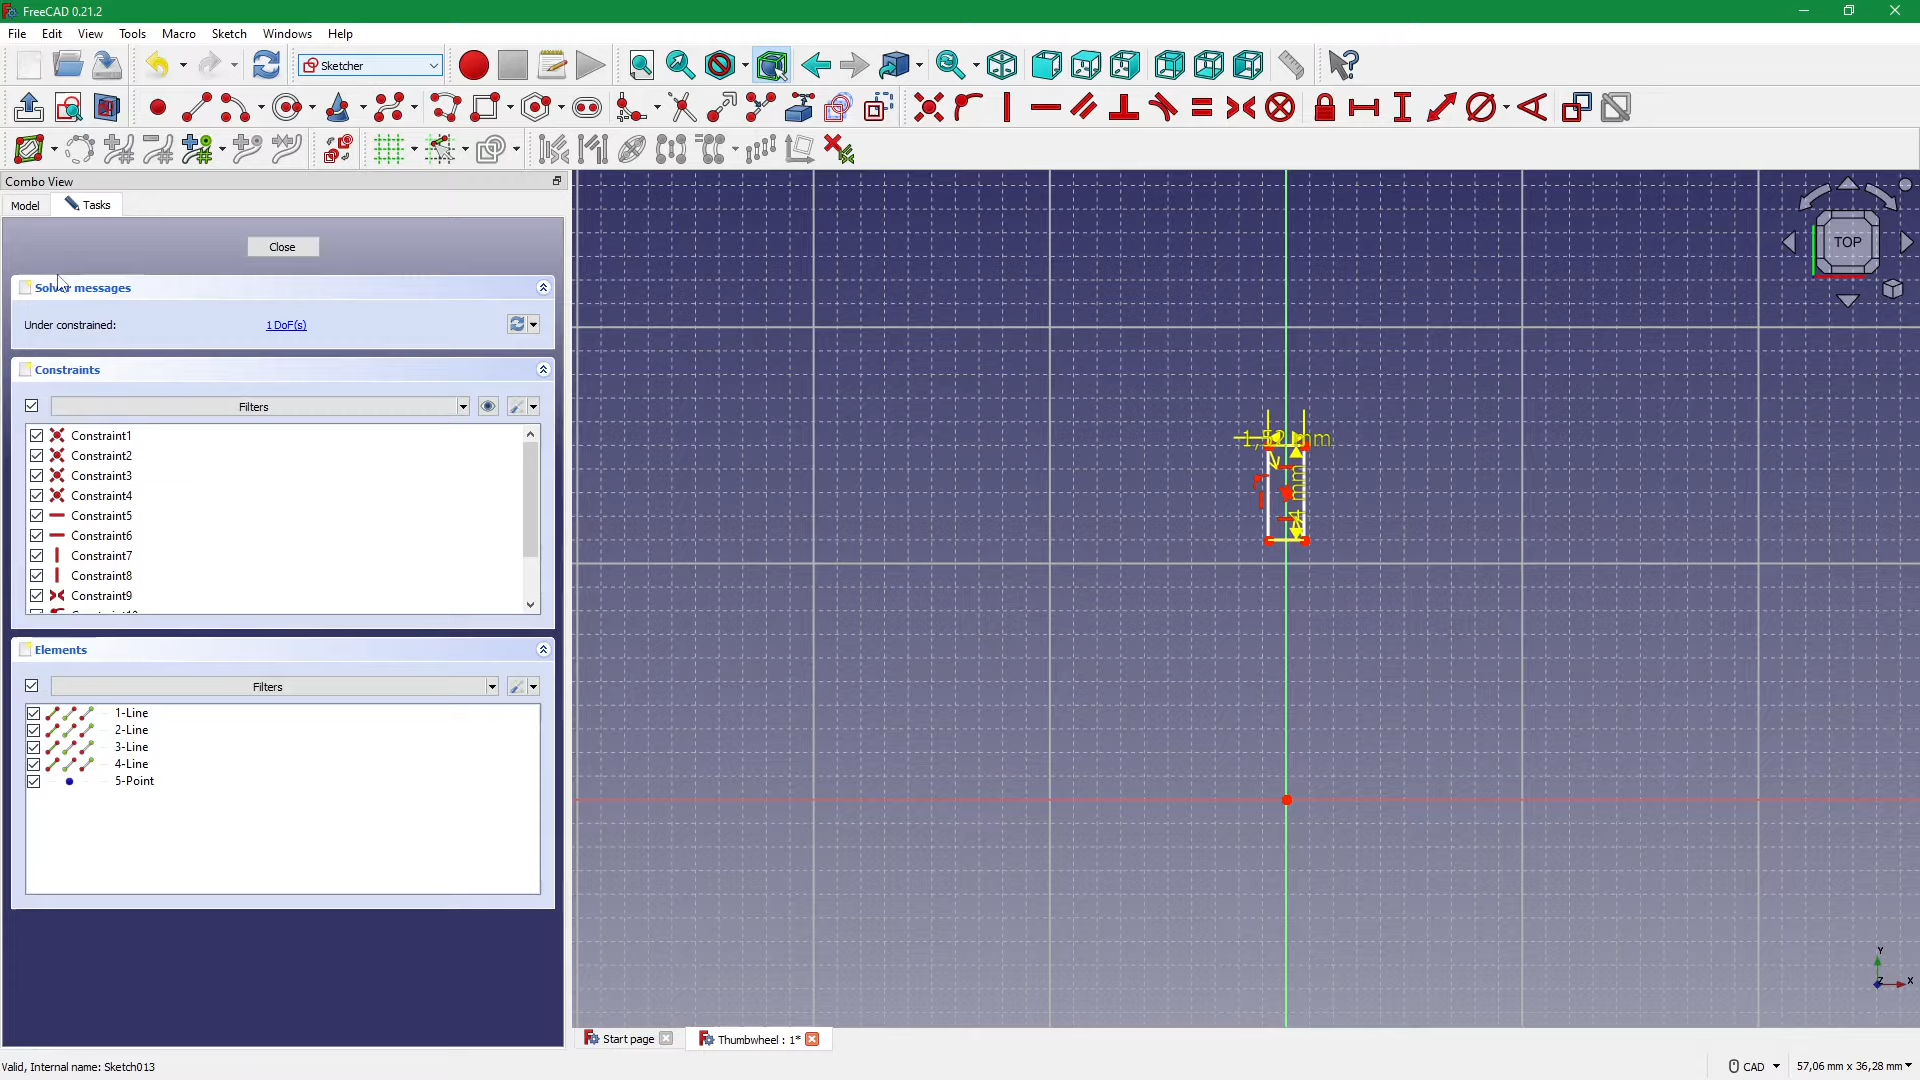 FreeCAD 0.21.2
File Edit View Tools Macro Sketch Windows Help
Sketcher
Combo View
Model Tasks
Close
Solver messages
Under constrained: 1 DoF(s)
Constraints
Filters
Constraint1
Constraint2
Constraint3
Constraint4
Constraint5
Constraint6
Constraint7
Constraint8
Constraint9
Elements
Filters
1-Line
2-Line
3-Line
4-Line
5-Point
4 mm
TOP
Y
Z X
Start page
Thumbwheel : 1*
Valid, Internal name: Sketch013
CAD
57,06 mm x 36,28 mm